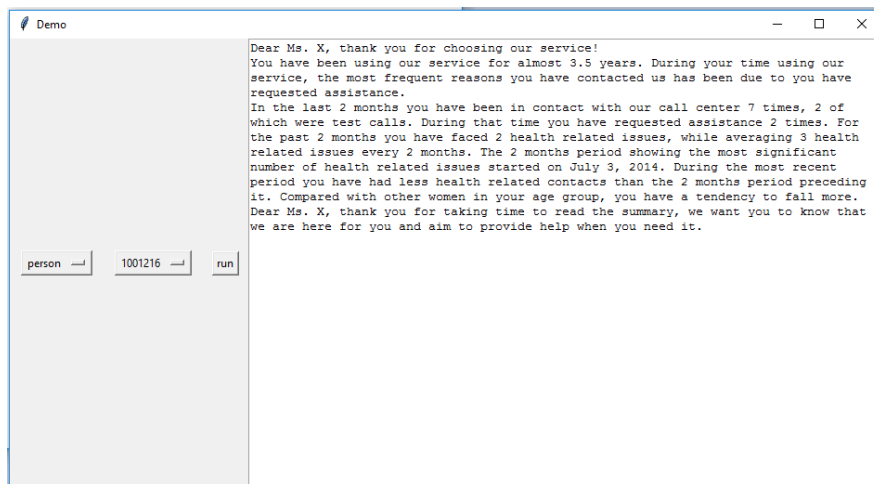 Demo
Dear Ms. X, thank you for choosing our service!
You have been using our service for almost 3.5 years. During your time using our
service, the most frequent reasons you have contacted us has been due to you have
requested assistance.
In the last 2 months you have been in contact with our call center 7 times, 2 of
which were test calls. During that time you have requested assistance 2 times. For
the past 2 months you have faced 2 health related issues, while averaging 3 health
related issues every 2 months. The 2 months period showing the most significant
number of health related issues started on July 3, 2014. During the most recent
period you have had less health related contacts than the 2 months period preceding
it. Compared with other women in your age group, you have a tendency to fall more.
Dear Ms. X, thank you for taking time to read the summary, we want you to know that
we are here for you and aim to provide help when you need it.
person 1001216 run